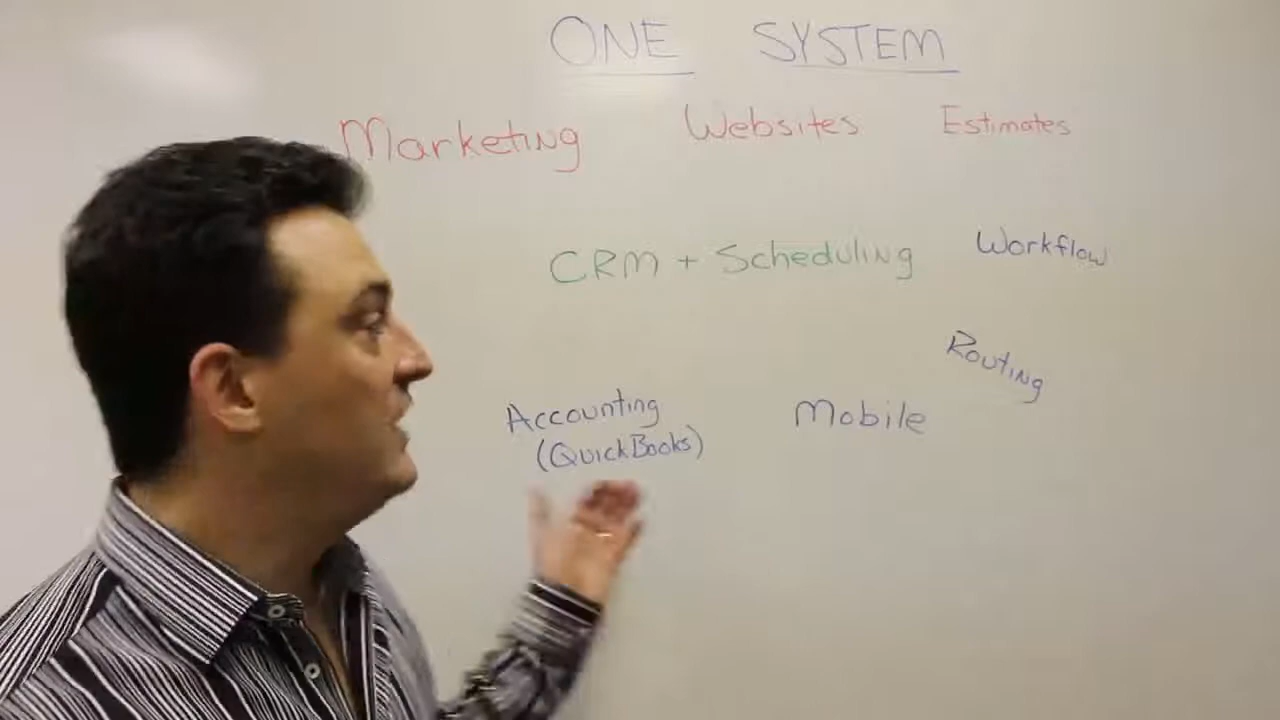 ONE SYSTEM
Marketing Websites Estimates
CRM + Scheduling Workflow
Routing
Accounting Mobile
(QuickBooks)